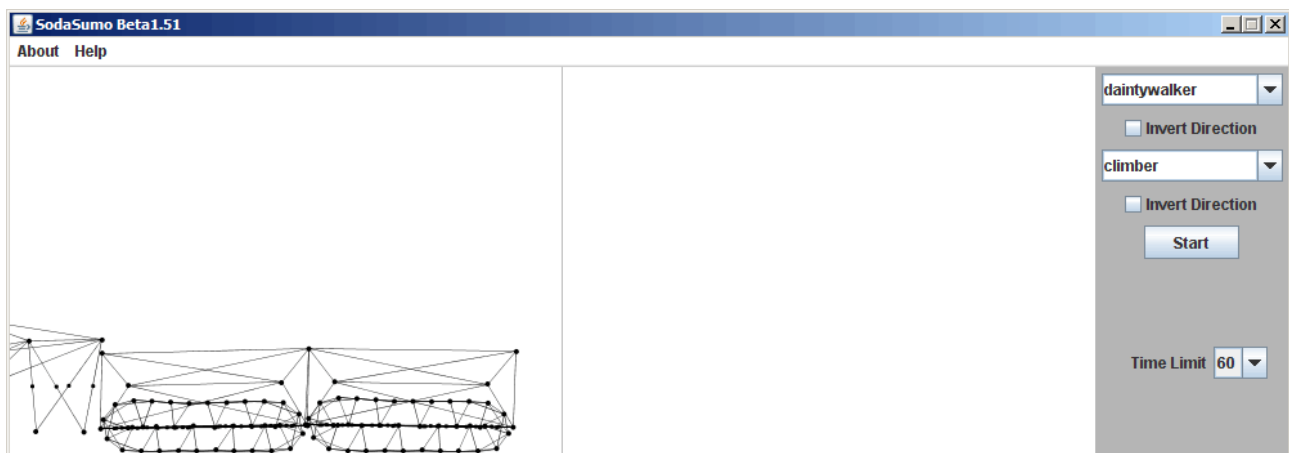 SodaSumo Beta1.51
About Help
daintywalker
Invert Direction
climber
Invert Direction
Start
Time Limit 60